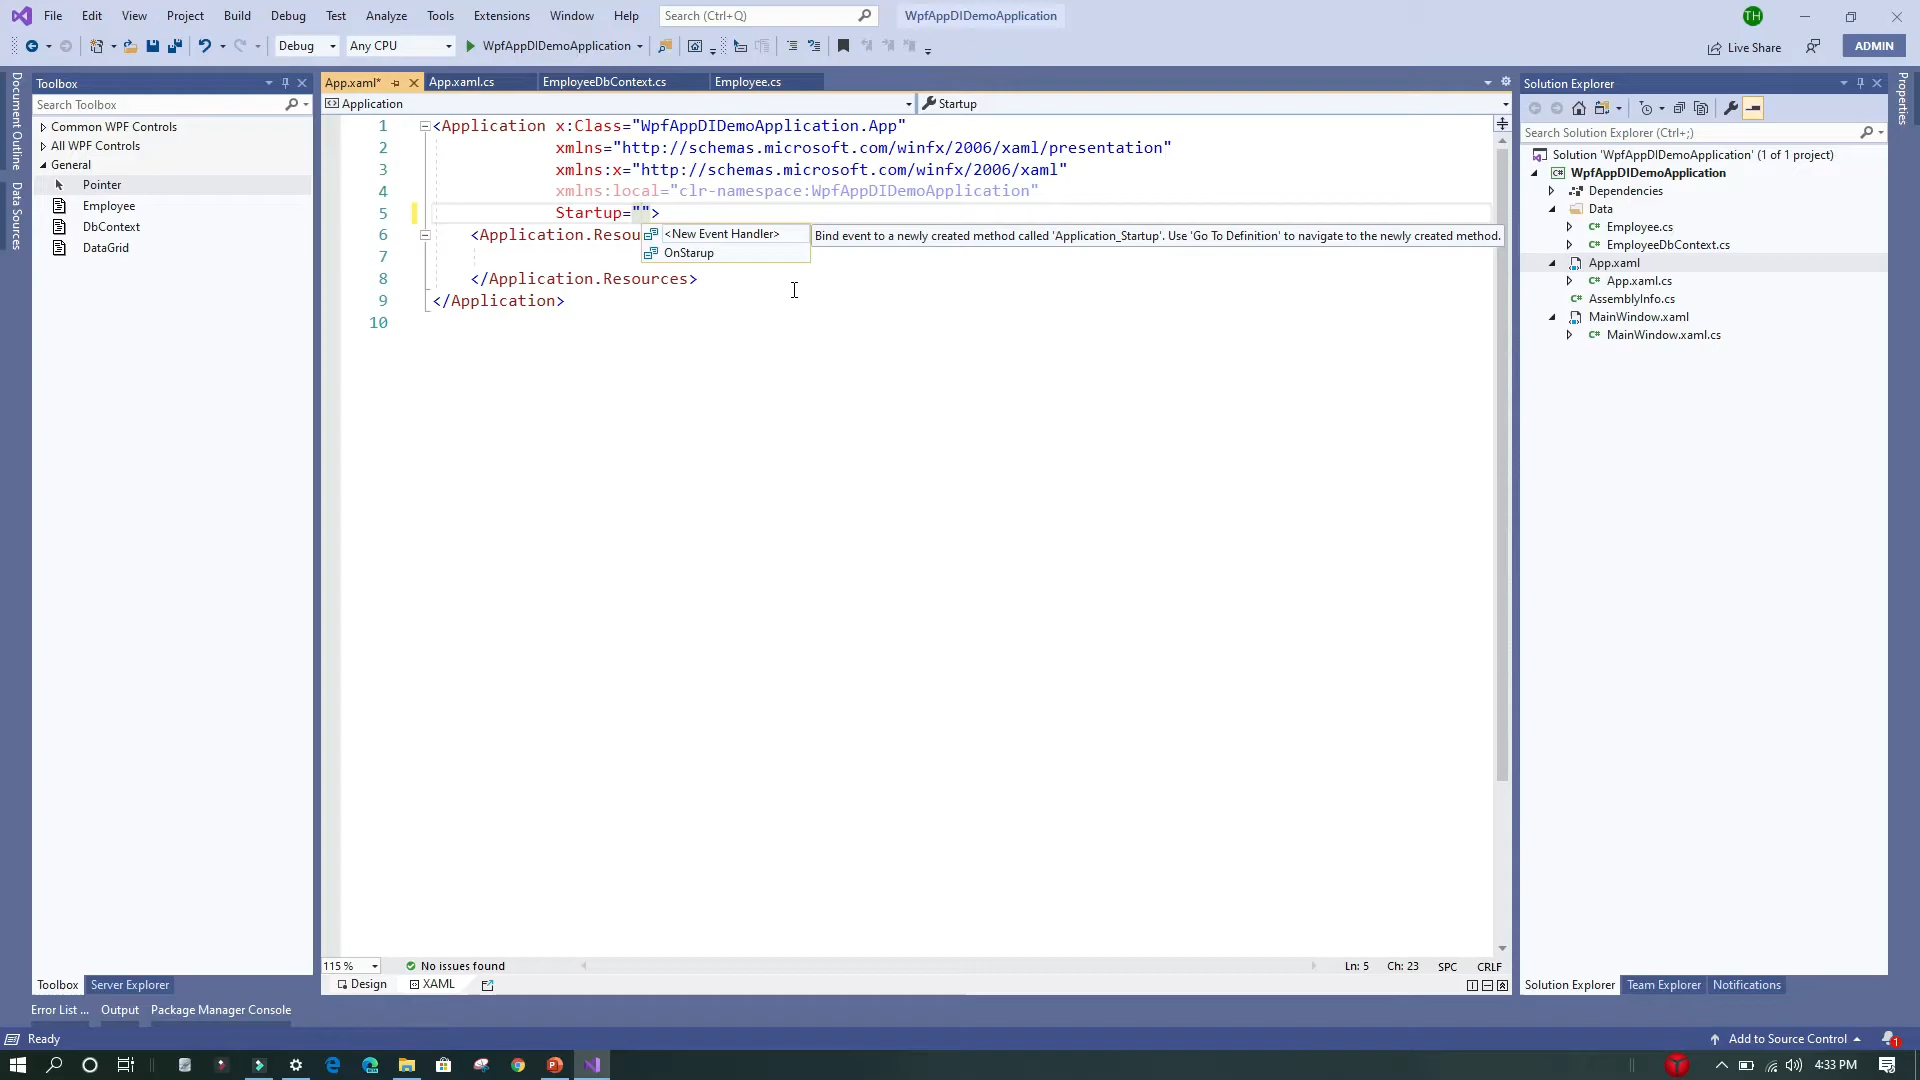 File Edit View Project Build Debug Test Analyze Tools Extensions Window Help Search (Ctrl+Q) WpfAppDIDemoApplication TH
Debug Any CPU WpfAppDIDemoApplication Live Share ADMIN
Document Outline
Data Sources
Toolbox
Search Toolbox
Common WPF Controls
All WPF Controls
General
Pointer
Employee
DbContext
DataGrid
Toolbox Server Explorer
App.xaml* App.xaml.cs EmployeeDbContext.cs Employee.cs
Application Startup
1 <Application x:Class="WpfAppDIDemoApplication.App"
2 xmlns="http://schemas.microsoft.com/winfx/2006/xaml/presentation"
3 xmlns:x="http://schemas.microsoft.com/winfx/2006/xaml"
4 xmlns:local="clr-namespace:WpfAppDIDemoApplication"
5 Startup="">
6 <Application.Resou
<New Event Handler> Bind event to a newly created method called 'Application_Startup'. Use 'Go To Definition' to navigate to the newly created method.
OnStarup
7
8 </Application.Resources>
9 </Application>
10
115 % No issues found Ln: 5 Ch: 23 SPC CRLF
Design XAML
Solution Explorer
Search Solution Explorer (Ctrl+;)
Solution 'WpfAppDIDemoApplication' (1 of 1 project)
WpfAppDIDemoApplication
Dependencies
Data
Employee.cs
EmployeeDbContext.cs
App.xaml
App.xaml.cs
AssemblyInfo.cs
MainWindow.xaml
MainWindow.xaml.cs
Solution Explorer Team Explorer Notifications
Properties
Error List ... Output Package Manager Console
Ready Add to Source Control 1
4:33 PM